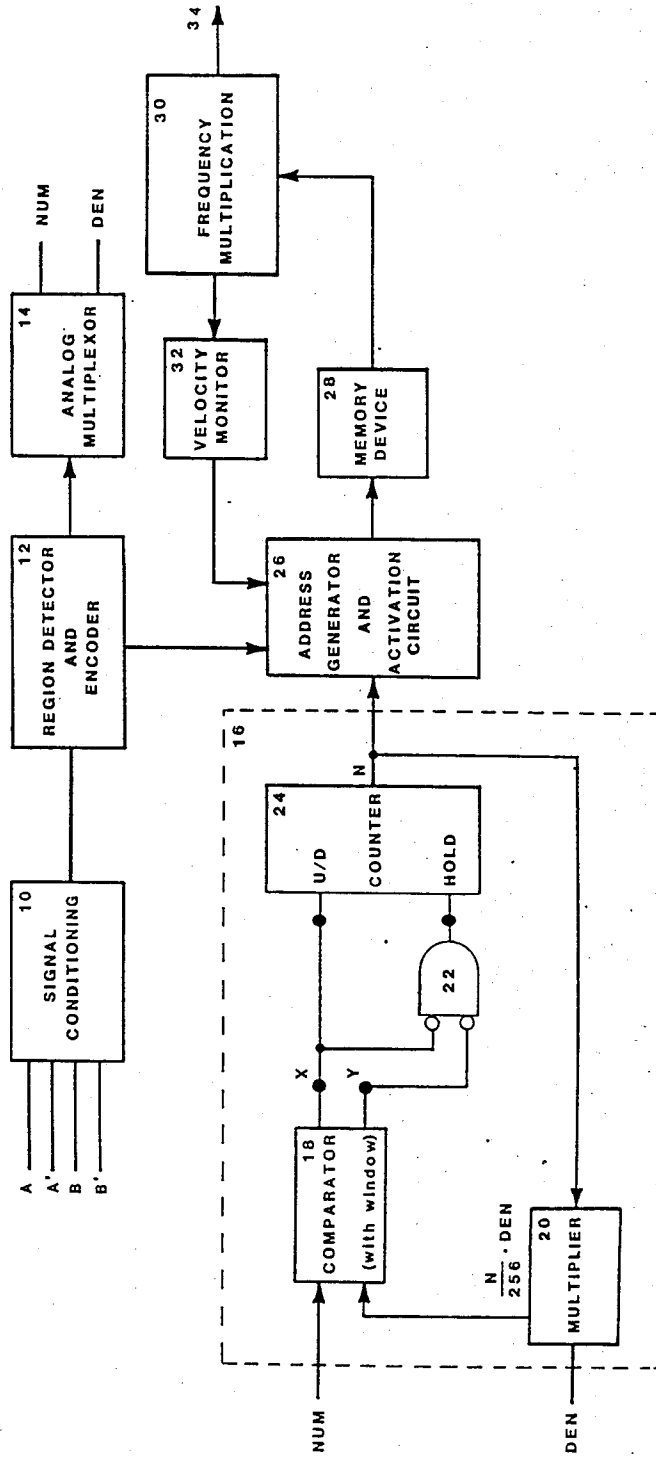 A
A'
B
B'
10
SIGNAL
CONDITIONING
12
REGION DETECTOR
AND
ENCODER
14
ANALOG
MULTIPLEXOR
NUM
DEN
16
NUM
DEN
18
COMPARATOR
(with window)
X
Y
N
256
· DEN
20
MULTIPLIER
22
24
U/D
COUNTER
HOLD
N
26
ADDRESS
GENERATOR
AND
ACTIVATION
CIRCUIT
28
MEMORY
DEVICE
32
VELOCITY
MONITOR
30
FREQUENCY
MULTIPLICATION
34